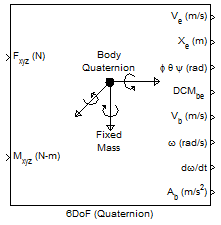 V_e (m/s)
X_e (m)
F_xyz (N)
Body
Quaternion
ϕ θ ψ (rad)
DCM_be
V_b (m/s)
Fixed
Mass
M_xyz (N-m)
ω (rad/s)
dω/dt
A_b (m/s²)
6DoF (Quaternion)